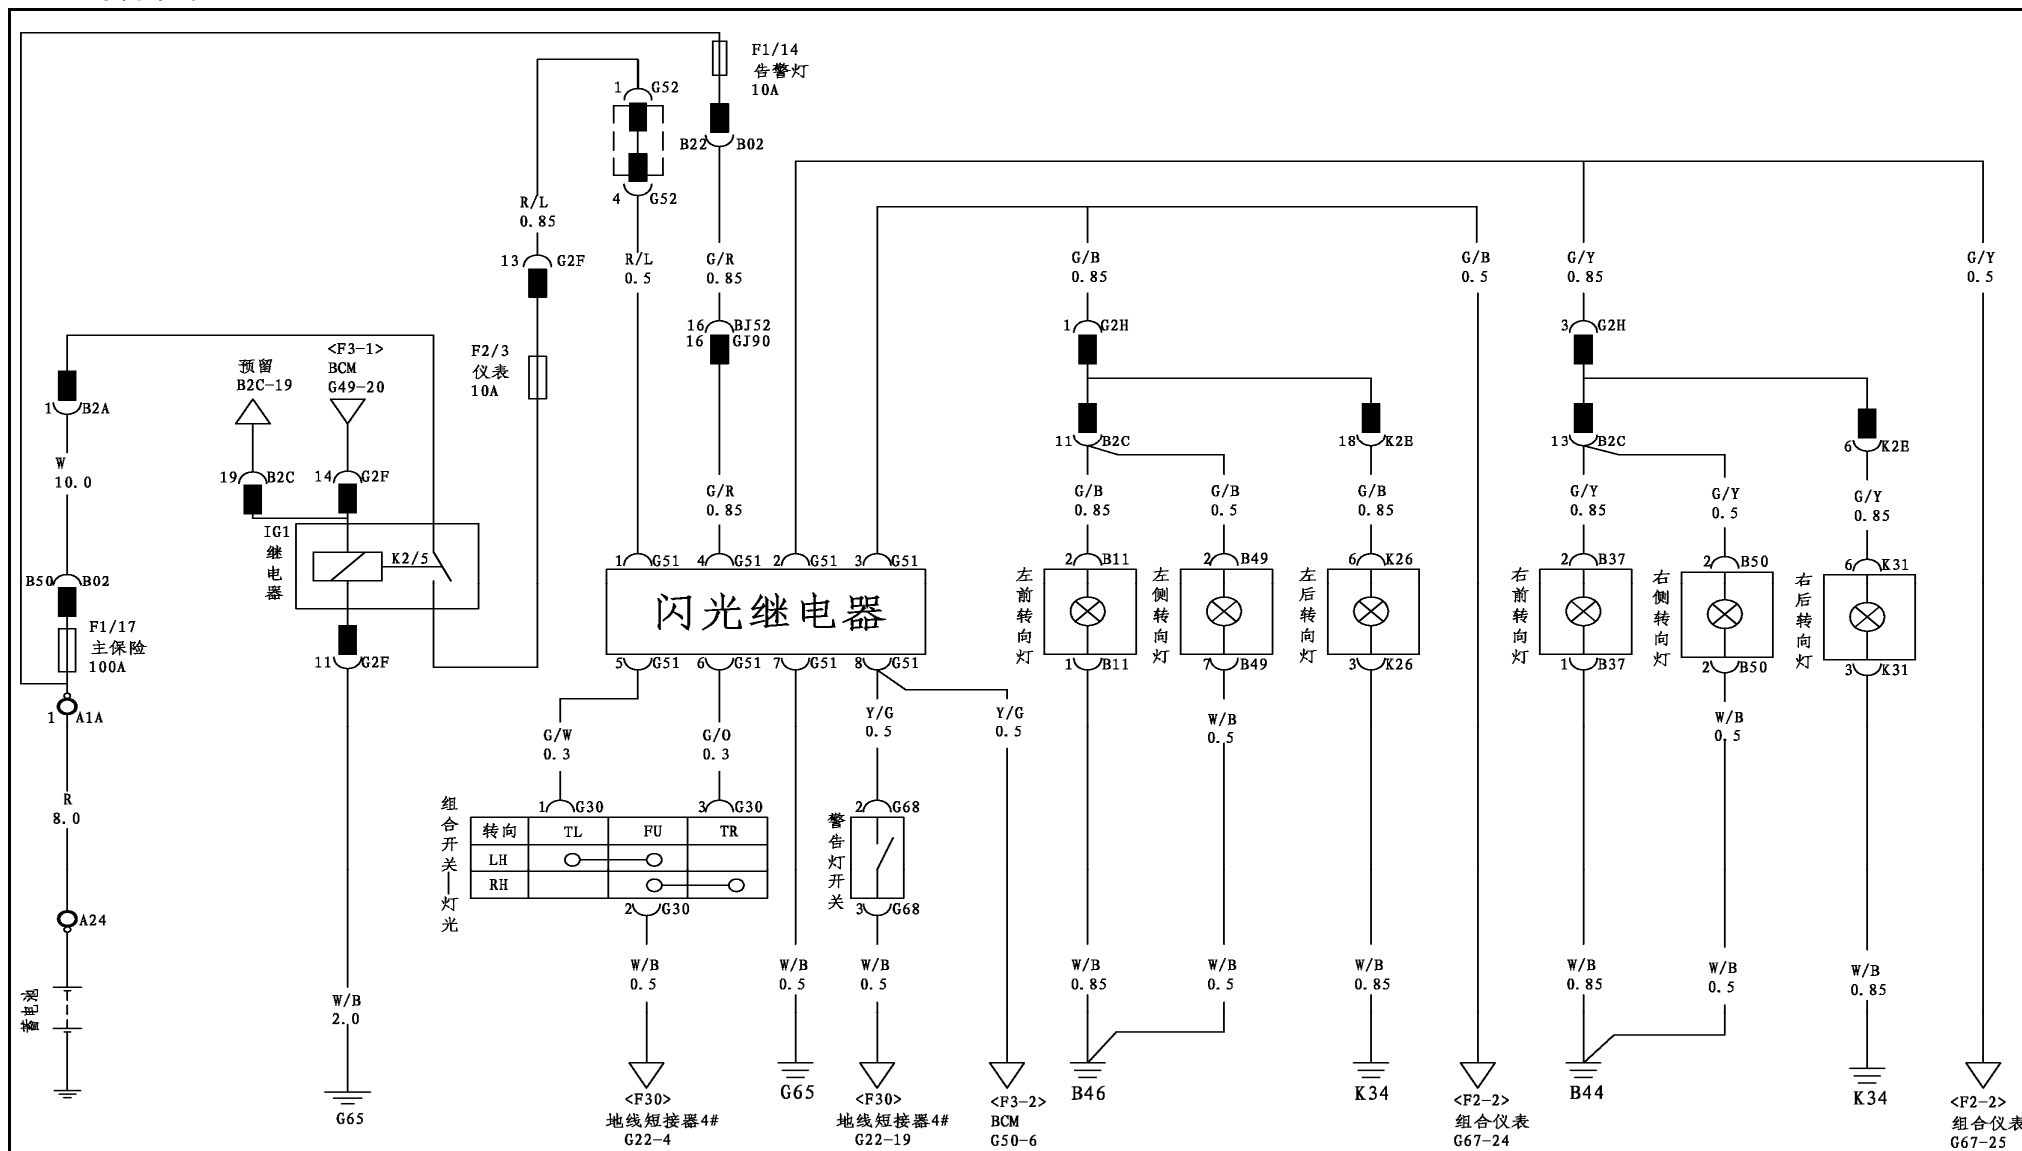 F1/14
告警灯
10A
1 G52
B22 B02
4 G52
R/L
0.85
13 G2F
R/L
0.5
G/R
0.85
G/B
0.85
G/B
0.5
G/Y
0.85
G/Y
0.5
16 BJ52
16 GJ90
1 G2H
3 G2H
F2/3
仪表
10A
预留
B2C-19
<F3-1>
BCM
G49-20
1 B2A
11 B2C
18 K2E
13 B2C
6 K2E
W
10.0
19 B2C
14 G2F
G/R
0.85
G/B
0.85
G/B
0.5
G/B
0.85
G/Y
0.85
G/Y
0.5
G/Y
0.85
IG1
继电器
K2/5
B50 B02
F1/17
主保险
100A
11 G2F
1 G51
4 G51
2 G51
3 G51
闪光继电器
5 G51
6 G51
7 G51
8 G51
2 B11
左前转向灯
1 B11
2 B49
左侧转向灯
7 B49
6 K26
左后转向灯
3 K26
2 B37
右前转向灯
1 B37
2 B50
右侧转向灯
2 B50
6 K31
右后转向灯
3 K31
1 A1A
G/W
0.3
G/O
0.3
Y/G
0.5
Y/G
0.5
W/B
0.5
W/B
0.5
R
8.0
组合开关—灯光
1 G30
3 G30
转向 TL FU TR
LH
RH
2 G30
警告灯开关
2 G68
3 G68
A24
蓄电池
W/B
2.0
W/B
0.5
W/B
0.5
W/B
0.5
W/B
0.85
W/B
0.5
W/B
0.85
W/B
0.85
W/B
0.5
W/B
0.85
G65
<F30>
地线短接器4#
G22-4
G65
<F30>
地线短接器4#
G22-19
<F3-2>
BCM
G50-6
B46
K34
<F2-2>
组合仪表
G67-24
B44
K34
<F2-2>
组合仪表
G67-25